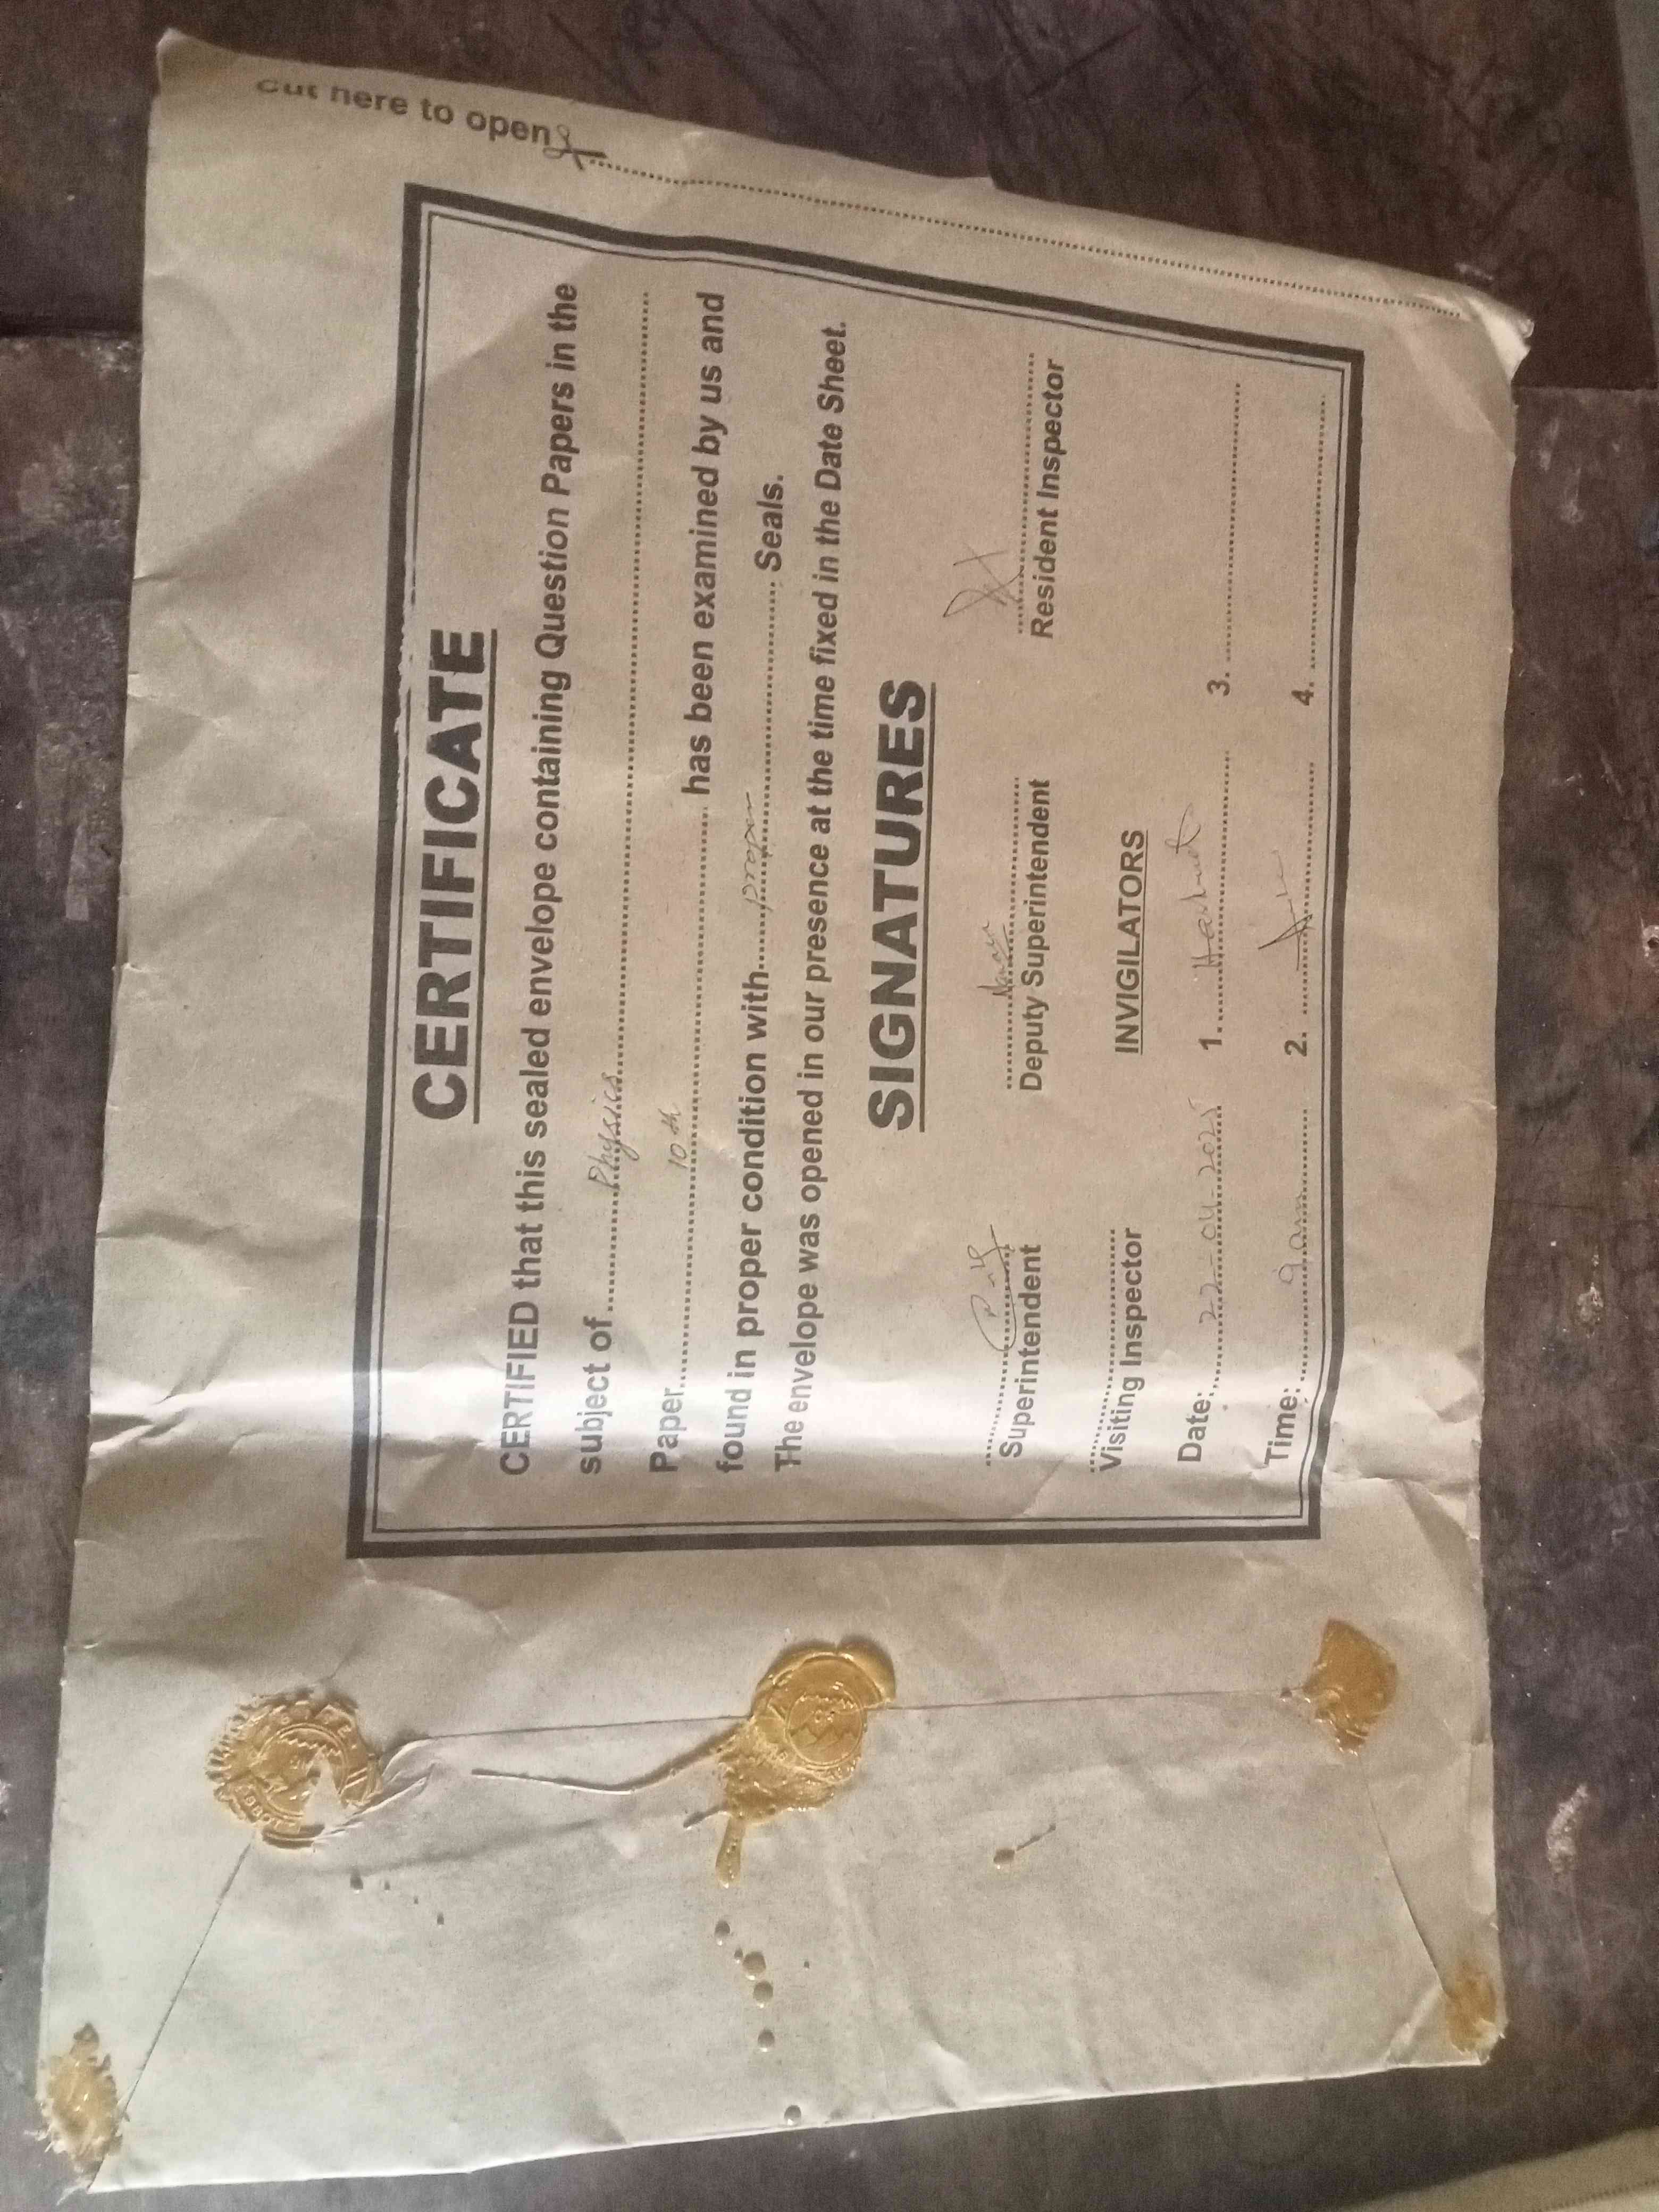 cut here to open
CERTIFICATE
CERTIFIED that this sealed envelope containing Question Papers in the
subject of Physics
Paper 10th has been examined by us and
found in proper condition with proper Seals.
The envelope was opened in our presence at the time fixed in the Date Sheet.
SIGNATURES
Superintendent Deputy Superintendent Resident Inspector
Visiting Inspector INVIGILATORS
Date: 22-04-2025 1. 3.
Time: 9 am 2. 4.